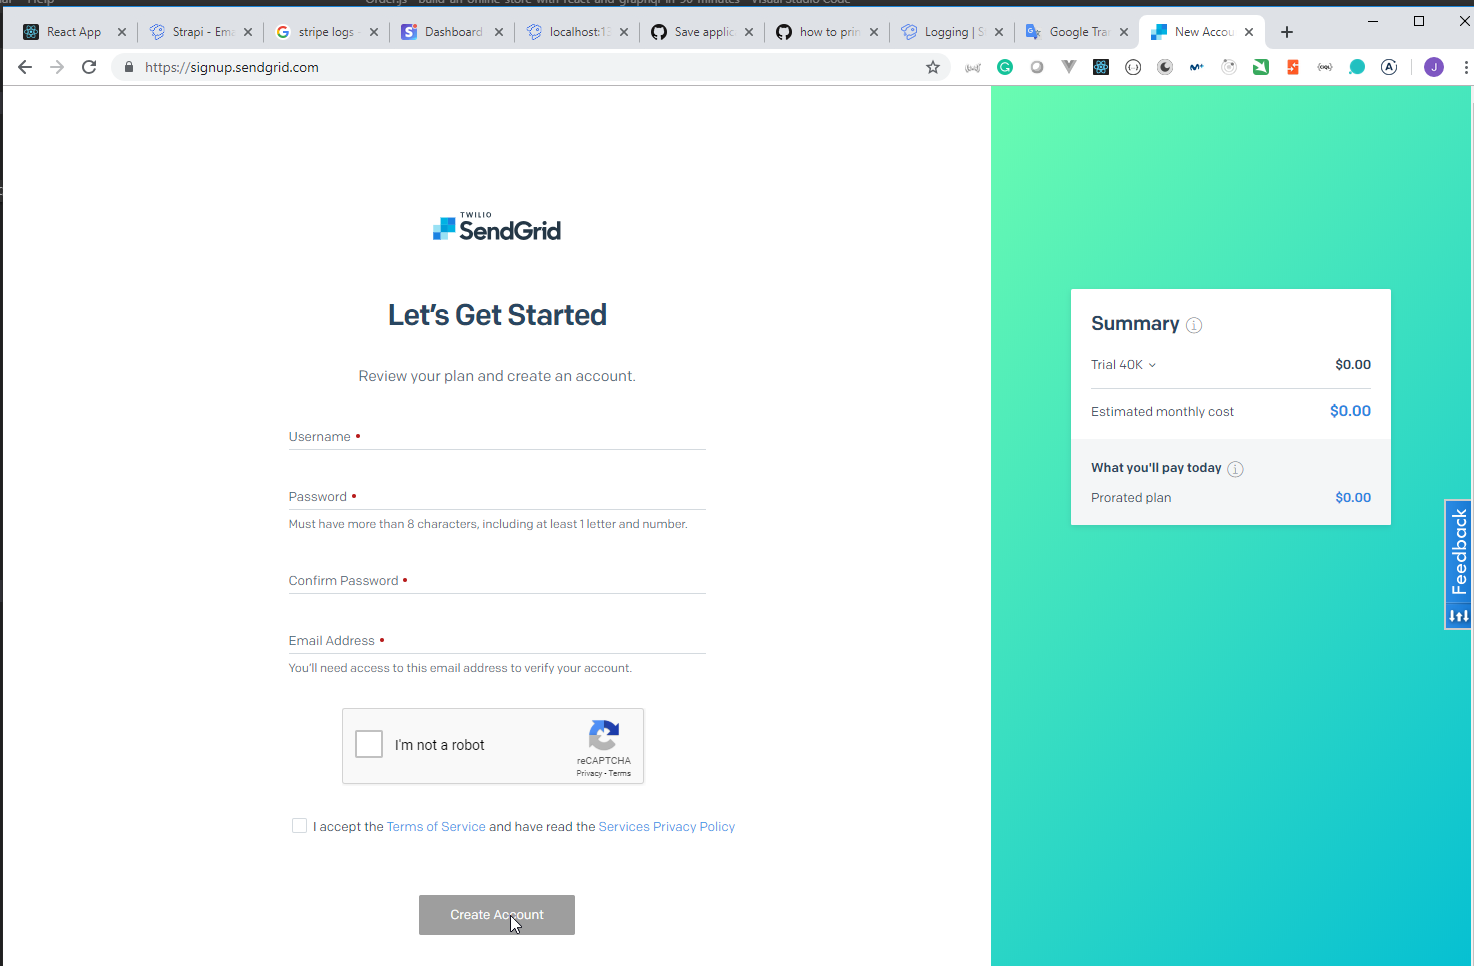 React App
Strapi - Ema
stripe logs
Dashboard
localhost:13
Save applic
how to prin
Logging | S
Google Tran
New Accou
https://signup.sendgrid.com
J
TWILIO
SendGrid
Let's Get Started
Review your plan and create an account.
Username •
Password •
Must have more than 8 characters, including at least 1 letter and number.
Confirm Password •
Email Address •
You'll need access to this email address to verify your account.
I'm not a robot
reCAPTCHA
Privacy - Terms
I accept the Terms of Service and have read the Services Privacy Policy
Create Account
Summary
Trial 40K $0.00
Estimated monthly cost $0.00
What you'll pay today
Prorated plan $0.00
Feedback